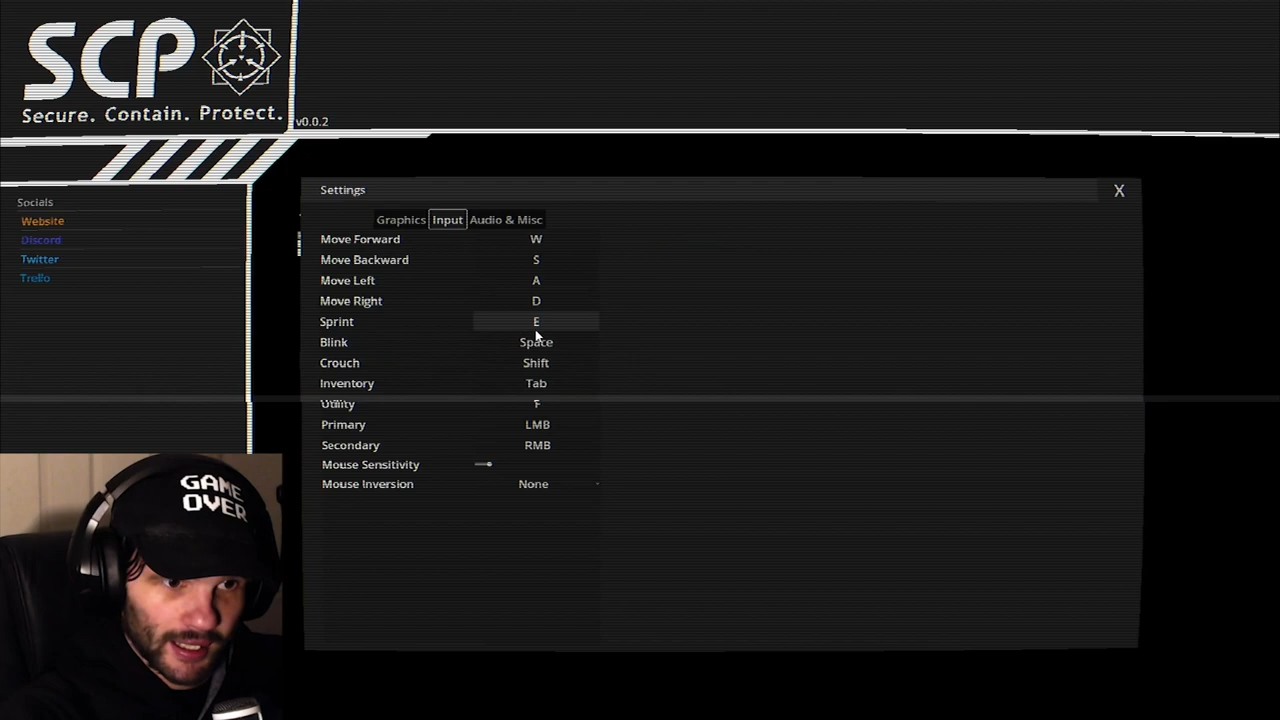 SCP
Secure. Contain. Protect.
v0.0.2
Socials
Website
Discord
Twitter
Trello
Settings
X
Graphics Input Audio & Misc
Move Forward W
Move Backward S
Move Left A
Move Right D
Sprint E
Blink Space
Crouch Shift
Inventory Tab
Utility F
Primary LMB
Secondary RMB
Mouse Sensitivity
Mouse Inversion None
GAME
OVER